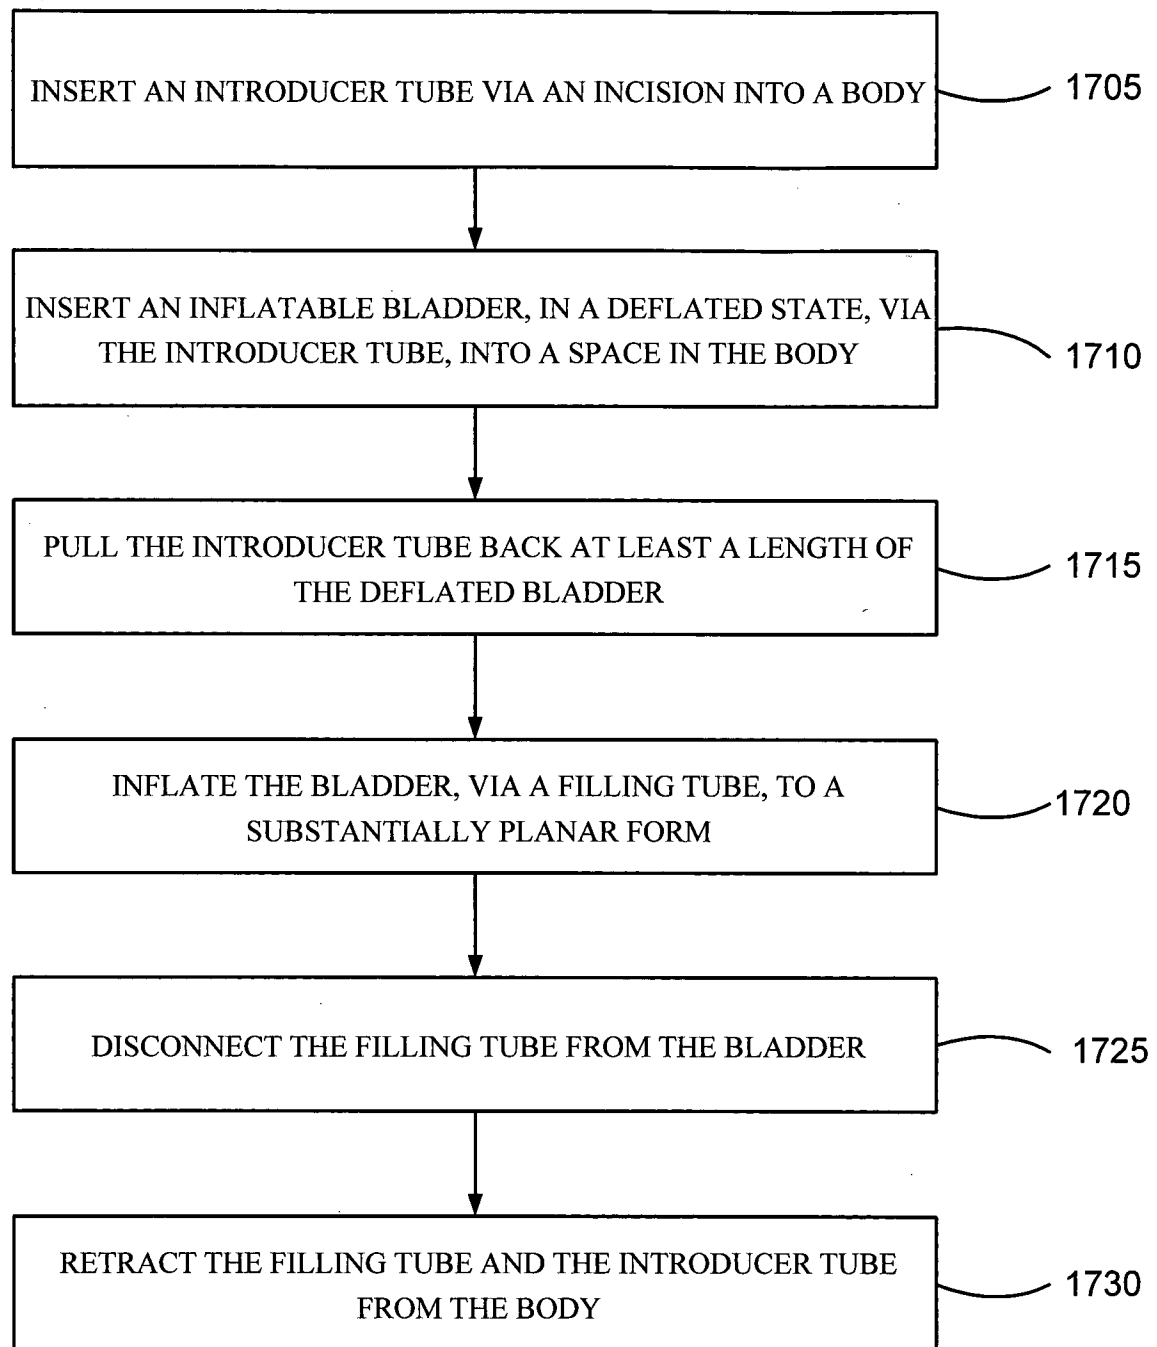 INSERT AN INTRODUCER TUBE VIA AN INCISION INTO A BODY
1705
INSERT AN INFLATABLE BLADDER, IN A DEFLATED STATE, VIA
THE INTRODUCER TUBE, INTO A SPACE IN THE BODY
1710
PULL THE INTRODUCER TUBE BACK AT LEAST A LENGTH OF
THE DEFLATED BLADDER
1715
INFLATE THE BLADDER, VIA A FILLING TUBE, TO A
SUBSTANTIALLY PLANAR FORM
1720
DISCONNECT THE FILLING TUBE FROM THE BLADDER
1725
RETRACT THE FILLING TUBE AND THE INTRODUCER TUBE
FROM THE BODY
1730